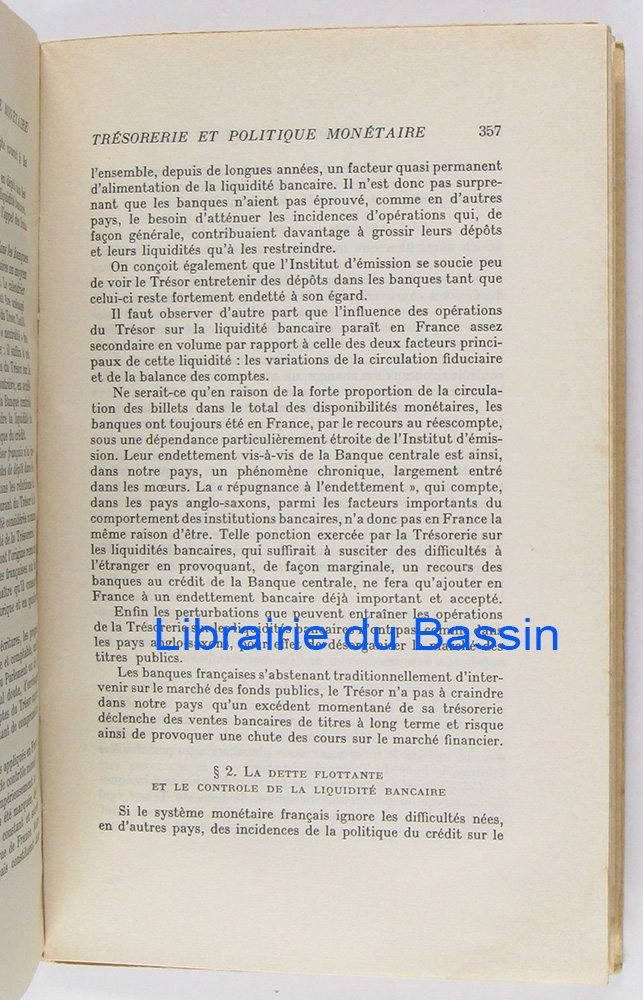 TRÉSORERIE ET POLITIQUE MONÉTAIRE 357
l'ensemble, depuis de longues années, un facteur quasi permanent
d'alimentation de la liquidité bancaire. Il n'est donc pas surpre-
nant que les banques n'aient pas éprouvé, comme en d'autres
pays, le besoin d'atténuer les incidences d'opérations qui, de
façon générale, contribuaient davantage à grossir leurs dépôts
et leurs liquidités qu'à les restreindre.
On conçoit également que l'Institut d'émission se soucie peu
de voir le Trésor entretenir des dépôts dans les banques tant que
celui-ci reste fortement endetté à son égard.
Il faut observer d'autre part que l'influence des opérations
du Trésor sur la liquidité bancaire paraît en France assez
secondaire en volume par rapport à celle des deux facteurs princi-
paux de cette liquidité : les variations de la circulation fiduciaire
et de la balance des comptes.
Ne serait-ce qu'en raison de la forte proportion de la circula-
tion des billets dans le total des disponibilités monétaires, les
banques ont toujours été en France, par le recours au réescompte,
sous une dépendance particulièrement étroite de l'Institut d'émis-
sion. Leur endettement vis-à-vis de la Banque centrale est ainsi,
dans notre pays, un phénomène chronique, largement entré
dans les mœurs. La « répugnance à l'endettement », qui compte,
dans les pays anglo-saxons, parmi les facteurs importants du
comportement des institutions bancaires, n'a donc pas en France la
même raison d'être. Telle ponction exercée par la Trésorerie sur
les liquidités bancaires, qui suffirait à susciter des difficultés à
l'étranger en provoquant, de façon marginale, un recours des
banques au crédit de la Banque centrale, ne fera qu'ajouter en
France à un endettement bancaire déjà important et accepté.
Enfin les perturbations que peuvent entraîner les opérations
de la Trésorerie sur les liquidités bancaires n'ont pas, comme dans
les pays anglo-saxons, pour effet de désorganiser le marché des
titres publics.
Librairie du Bassin
Les banques françaises s'abstenant traditionnellement d'inter-
venir sur le marché des fonds publics, le Trésor n'a pas à craindre
dans notre pays qu'un excédent momentané de sa trésorerie
déclenche des ventes bancaires de titres à long terme et risque
ainsi de provoquer une chute des cours sur le marché financier.
§ 2. LA DETTE FLOTTANTE
ET LE CONTROLE DE LA LIQUIDITÉ BANCAIRE
Si le système monétaire français ignore les difficultés nées,
en d'autres pays, des incidences de la politique du crédit sur le